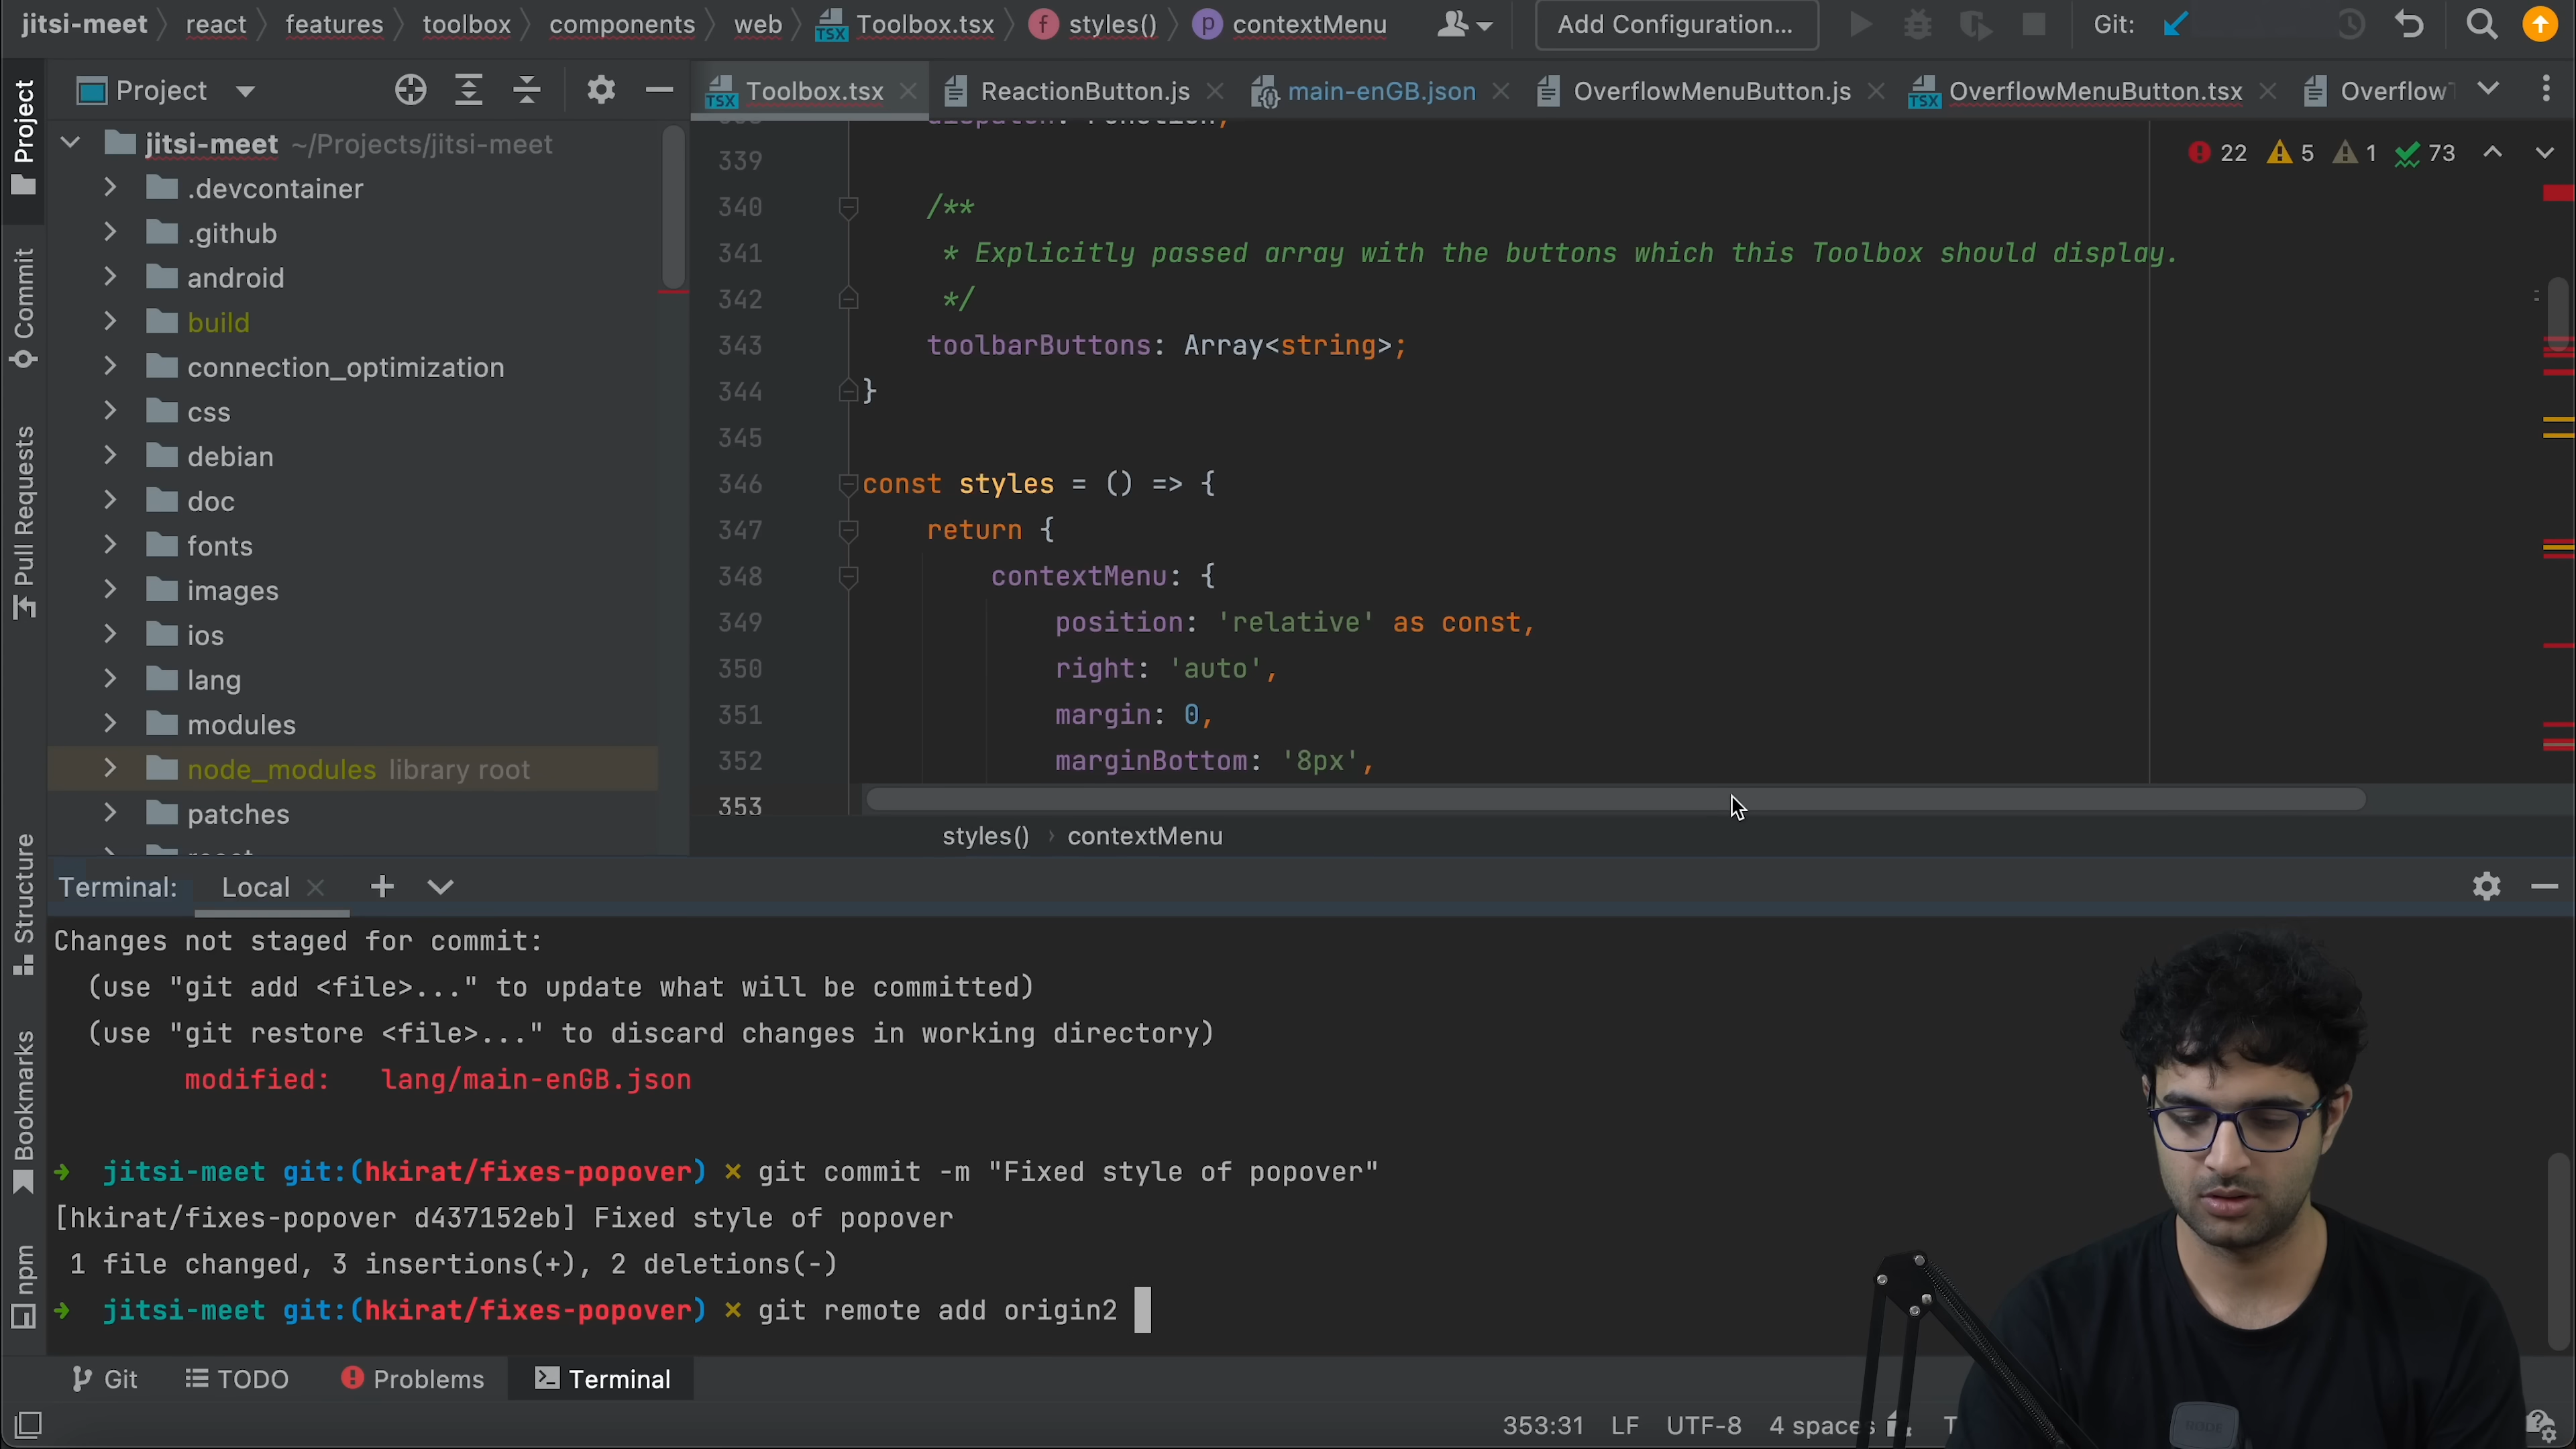 jitsi-meet react features toolbox components web Toolbox.tsx styles() contextMenu Add Configuration... Git:
Project
Toolbox.tsx ReactionButton.js main-enGB.json OverflowMenuButton.js OverflowMenuButton.tsx Overflow
Project
Commit
Pull Requests
Structure
Bookmarks
npm
jitsi-meet ~/Projects/jitsi-meet
.devcontainer
.github
android
build
connection_optimization
css
debian
doc
fonts
images
ios
lang
modules
node_modules library root
patches
22 5 1 73
339
340 /**
341 * Explicitly passed array with the buttons which this Toolbox should display.
342 */
343 toolbarButtons: Array<string>;
344 }
345
346 const styles = () => {
347 return {
348 contextMenu: {
349 position: 'relative' as const,
350 right: 'auto',
351 margin: 0,
352 marginBottom: '8px',
353
styles() › contextMenu
Terminal: Local
Changes not staged for commit:
(use "git add <file>..." to update what will be committed)
(use "git restore <file>..." to discard changes in working directory)
modified: lang/main-enGB.json
➜ jitsi-meet git:(hkirat/fixes-popover) ✗ git commit -m "Fixed style of popover"
[hkirat/fixes-popover d437152eb] Fixed style of popover
1 file changed, 3 insertions(+), 2 deletions(-)
➜ jitsi-meet git:(hkirat/fixes-popover) ✗ git remote add origin2
Git TODO Problems Terminal
353:31 LF UTF-8 4 spaces